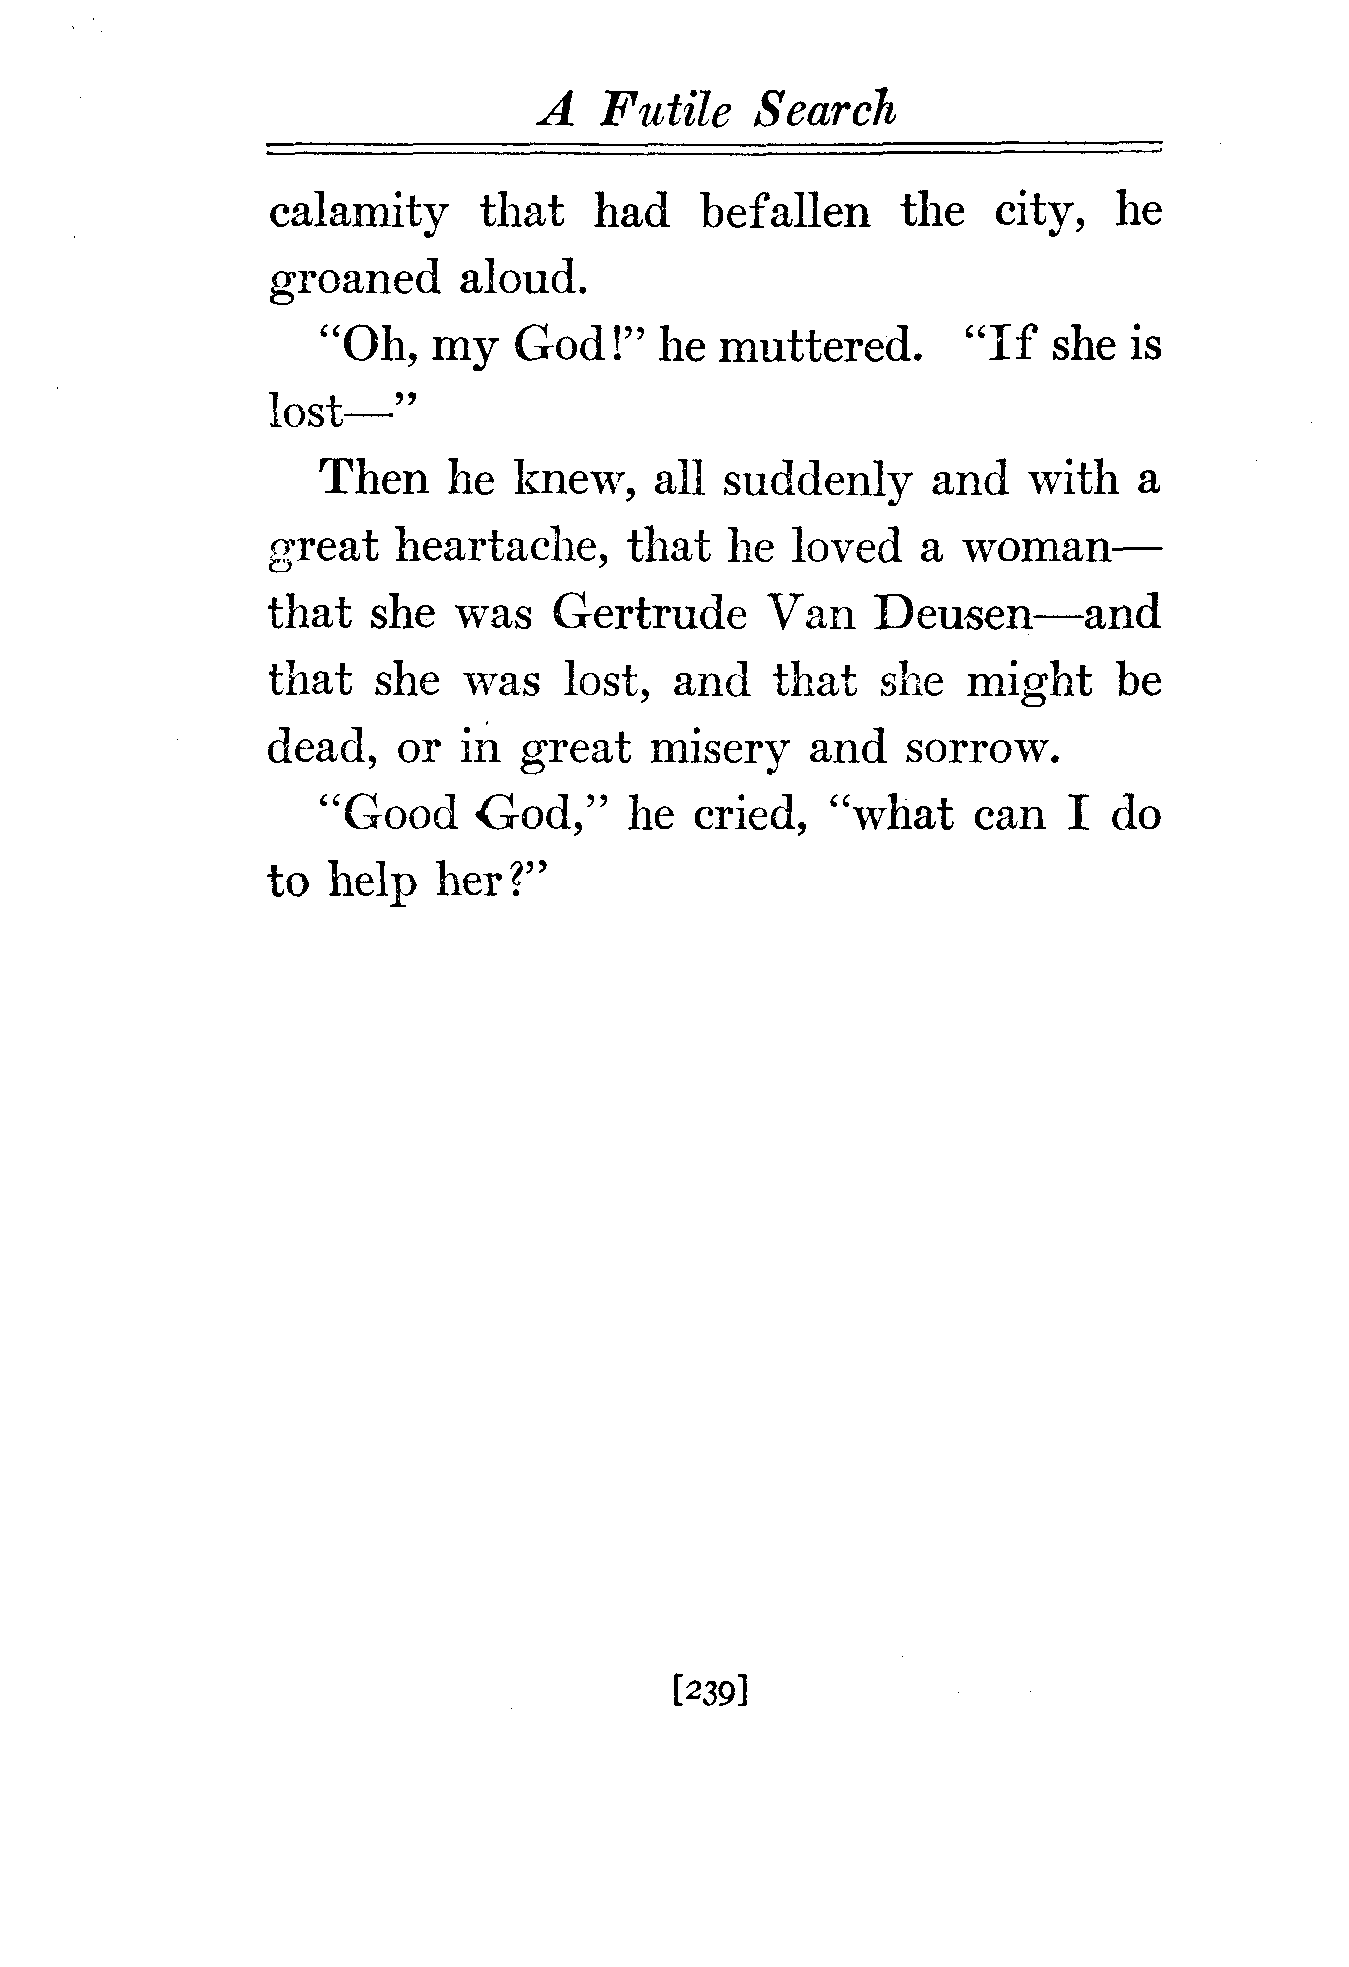 A Futile Search
calamity that had befallen the city, he
groaned aloud.
“Oh, my God!” he muttered. “If she is
lost—”
Then he knew, all suddenly and with a
great heartache, that he loved a woman—
that she was Gertrude Van Deusen—and
that she was lost, and that she might be
dead, or in great misery and sorrow.
“Good God,” he cried, “what can I do
to help her?”
[239]